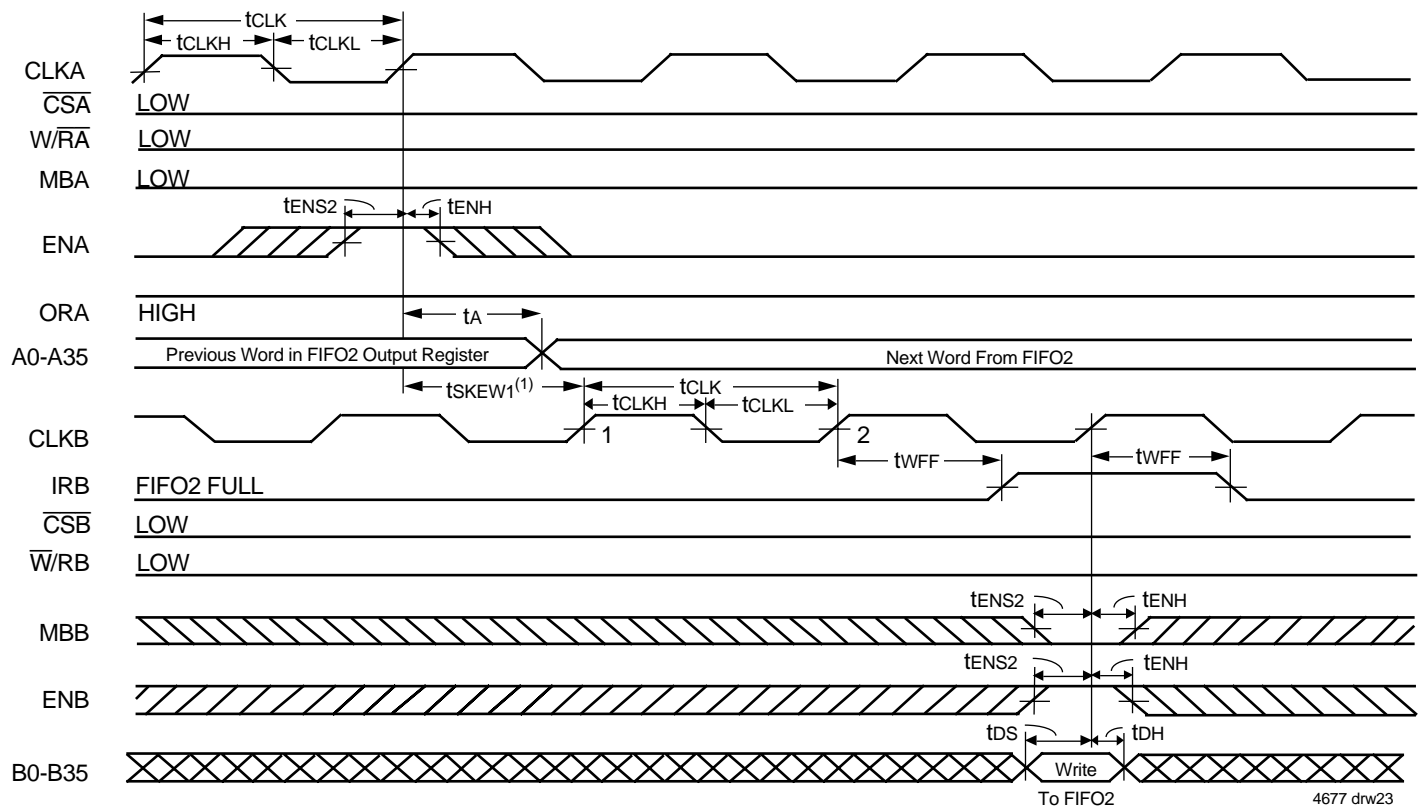 tCLK
tCLKH tCLKL
CLKA
CSA LOW
W/RA LOW
MBA LOW
tENS2 tENH
ENA
ORA HIGH
tA
A0-A35 Previous Word in FIFO2 Output Register Next Word From FIFO2
tSKEW1(1) tCLK
tCLKH tCLKL
CLKB 1 2
tWFF tWFF
IRB FIFO2 FULL
CSB LOW
W/RB LOW
tENS2 tENH
MBB
tENS2 tENH
ENB
tDS tDH
B0-B35 Write
To FIFO2 4677 drw23